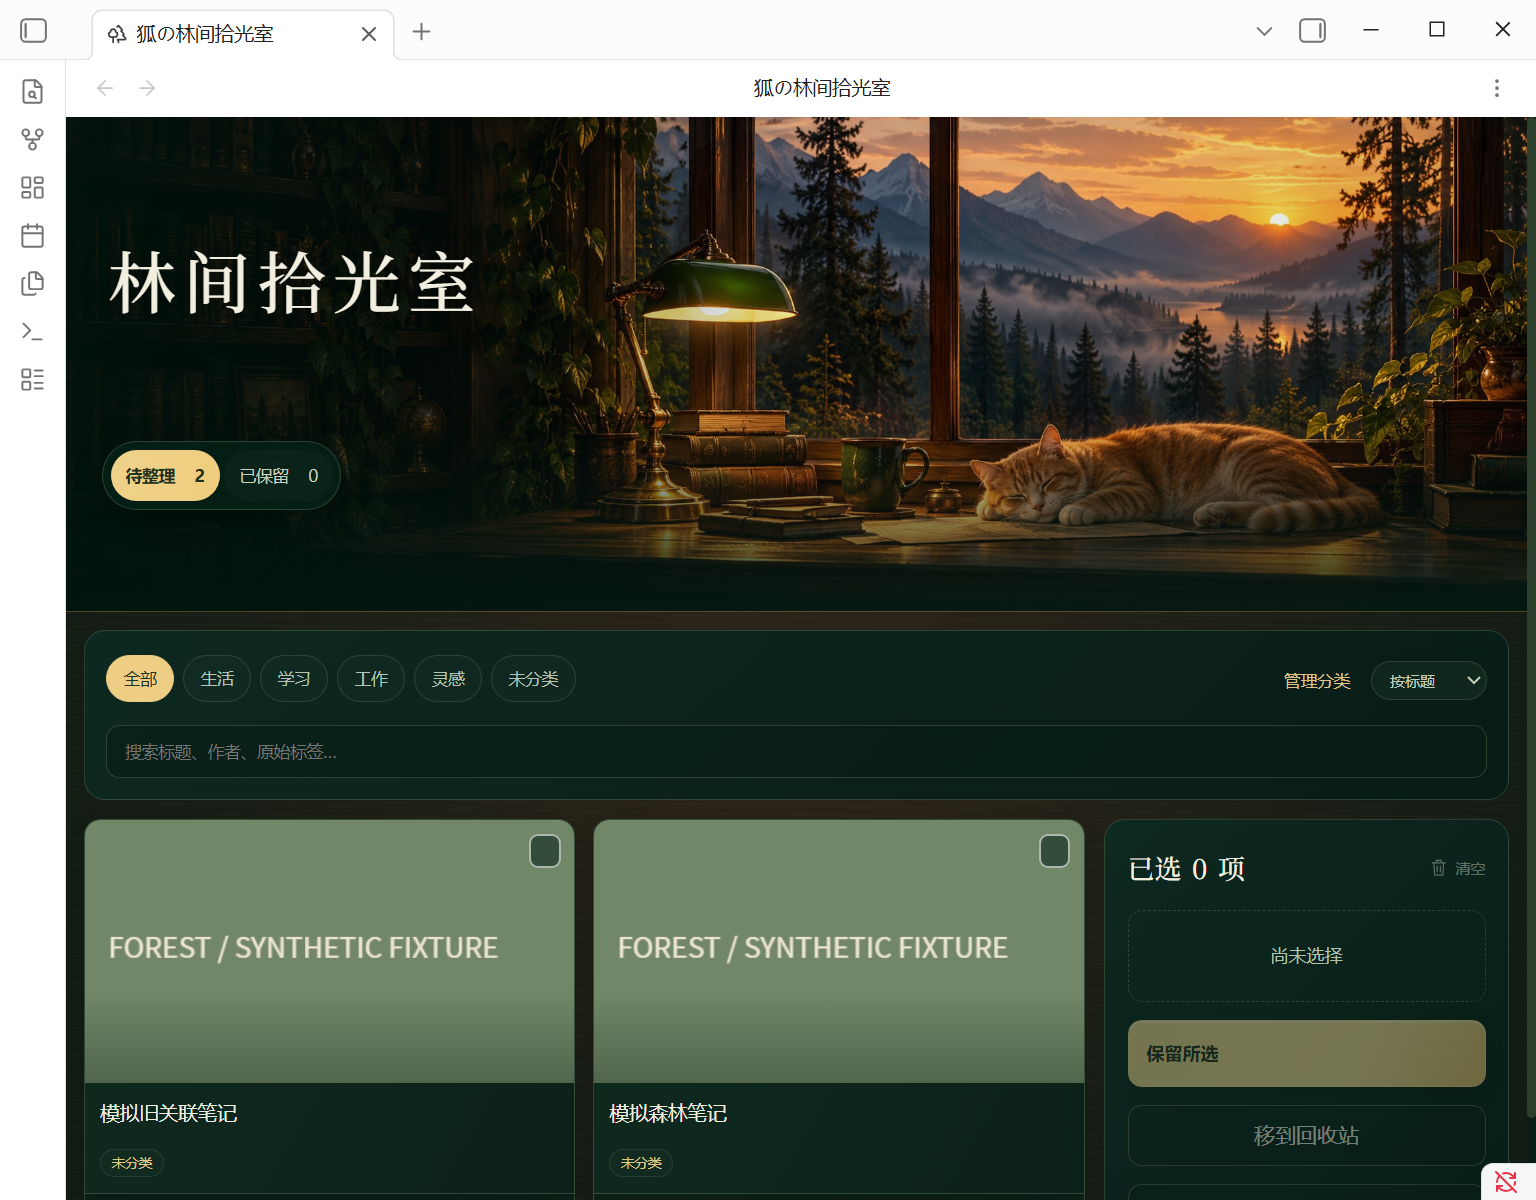 狐の林间拾光室
狐の林间拾光室
林间拾光室
待整理 2 已保留 0
全部 生活 学习 工作 灵感 未分类 管理分类 按标题
搜索标题、作者、原始标签...
FOREST / SYNTHETIC FIXTURE
模拟旧关联笔记
未分类
FOREST / SYNTHETIC FIXTURE
模拟森林笔记
未分类
已选 0 项 清空
尚未选择
保留所选
移到回收站